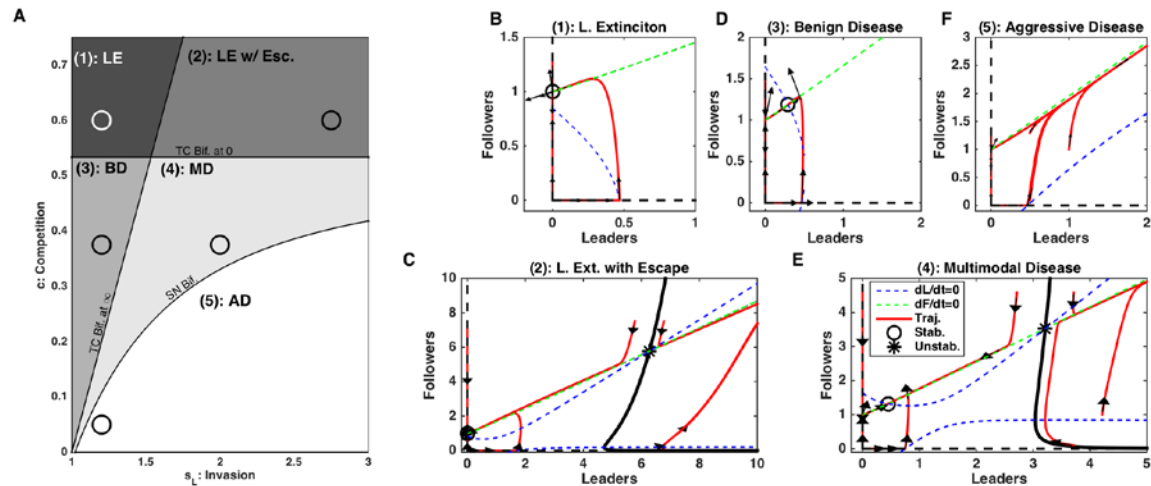 A
0.7
0.6
0.5
0.4
0.3
0.2
0.1
0
c: Competition
(1): LE
(2): LE w/ Esc.
TC Bif. at 0
(3): BD
(4): MD
TC Bif. at ∞
SN Bif.
(5): AD
1
1.5
2
2.5
3
sL: Invasion
B
(1): L. Extinciton
1.5
1
0.5
0
Followers
0
0.5
1
Leaders
D
(3): Benign Disease
2
1.5
1
0.5
0
Followers
0
1
2
Leaders
F
(5): Aggressive Disease
3
2.5
2
1.5
1
0.5
0
Followers
0
1
2
Leaders
C
(2): L. Ext. with Escape
10
8
6
4
2
0
Followers
0
2
4
6
8
10
Leaders
E
(4): Multimodal Disease
5
4
3
2
1
0
Followers
dL/dt=0
dF/dt=0
Traj.
Stab.
Unstab.
0
1
2
3
4
5
Leaders